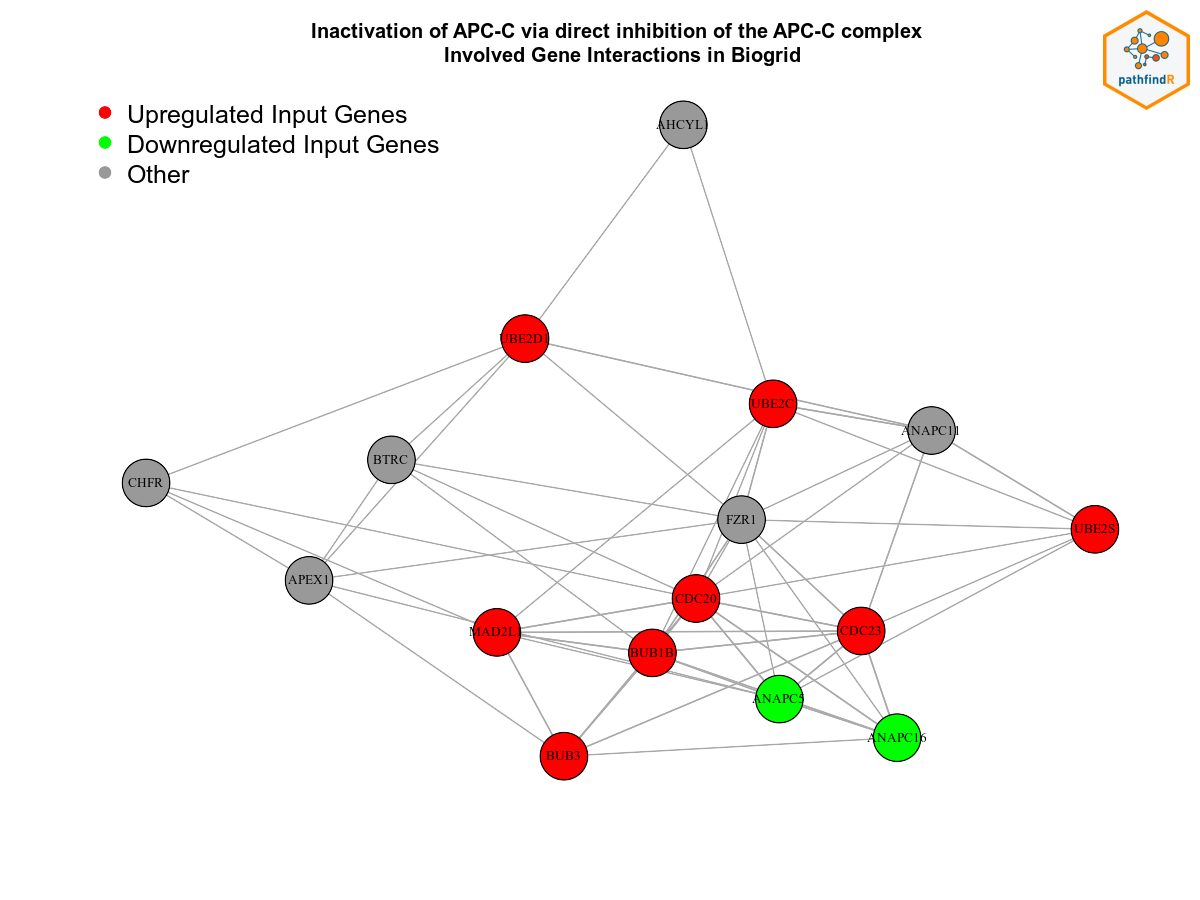 Inactivation of APC-C via direct inhibition of the APC-C complex
Involved Gene Interactions in Biogrid
pathfindR
Upregulated Input Genes
Downregulated Input Genes
Other
AHCYL1
UBE2D1
UBE2C
ANAPC11
BTRC
CHFR
FZR1
UBE2S
APEX1
CDC20
MAD2L
CDC23
BUB1B
ANAPC5
ANAPC16
BUB3